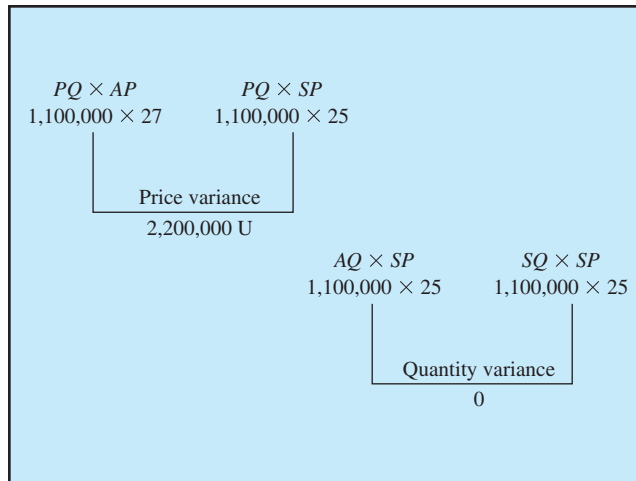 PQ × AP PQ × SP
1,100,000 × 27 1,100,000 × 25
Price variance
2,200,000 U
AQ × SP SQ × SP
1,100,000 × 25 1,100,000 × 25
Quantity variance
0